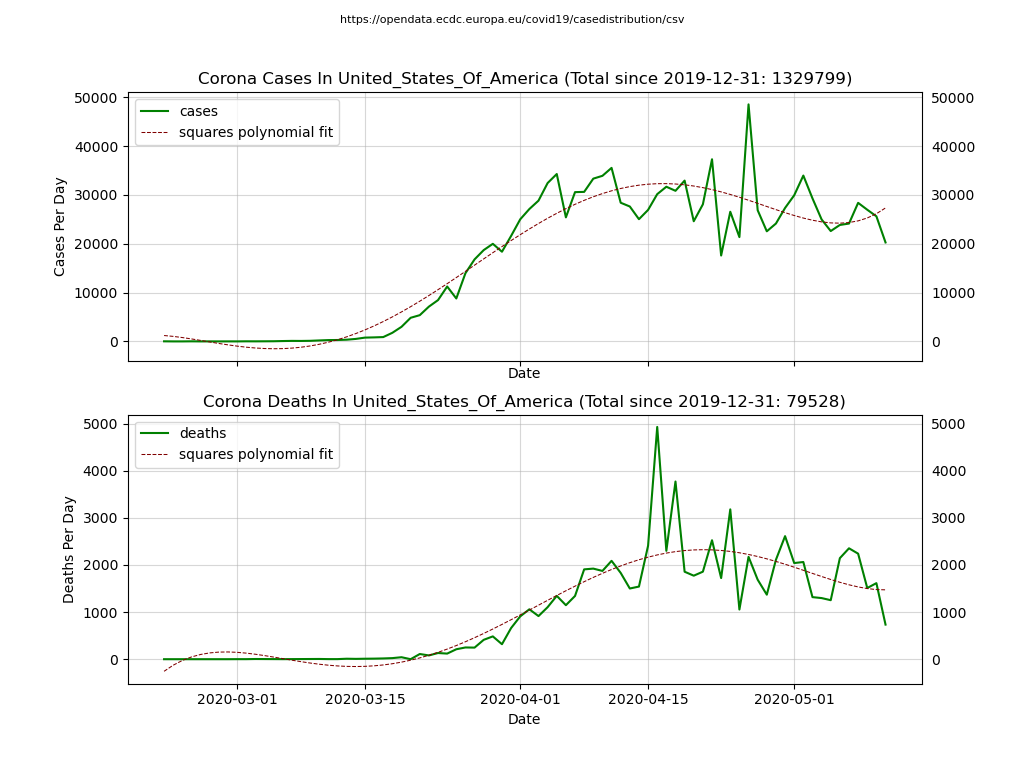 https://opendata.ecdc.europa.eu/covid19/casedistribution/csv
Corona Cases In United_States_Of_America (Total since 2019-12-31: 1329799)
50000
40000
30000
20000
10000
0
Cases Per Day
cases
squares polynomial fit
50000
40000
30000
20000
10000
0
Date
Corona Deaths In United_States_Of_America (Total since 2019-12-31: 79528)
5000
4000
3000
2000
1000
0
Deaths Per Day
deaths
squares polynomial fit
5000
4000
3000
2000
1000
0
2020-03-01 2020-03-15 2020-04-01 2020-04-15 2020-05-01
Date